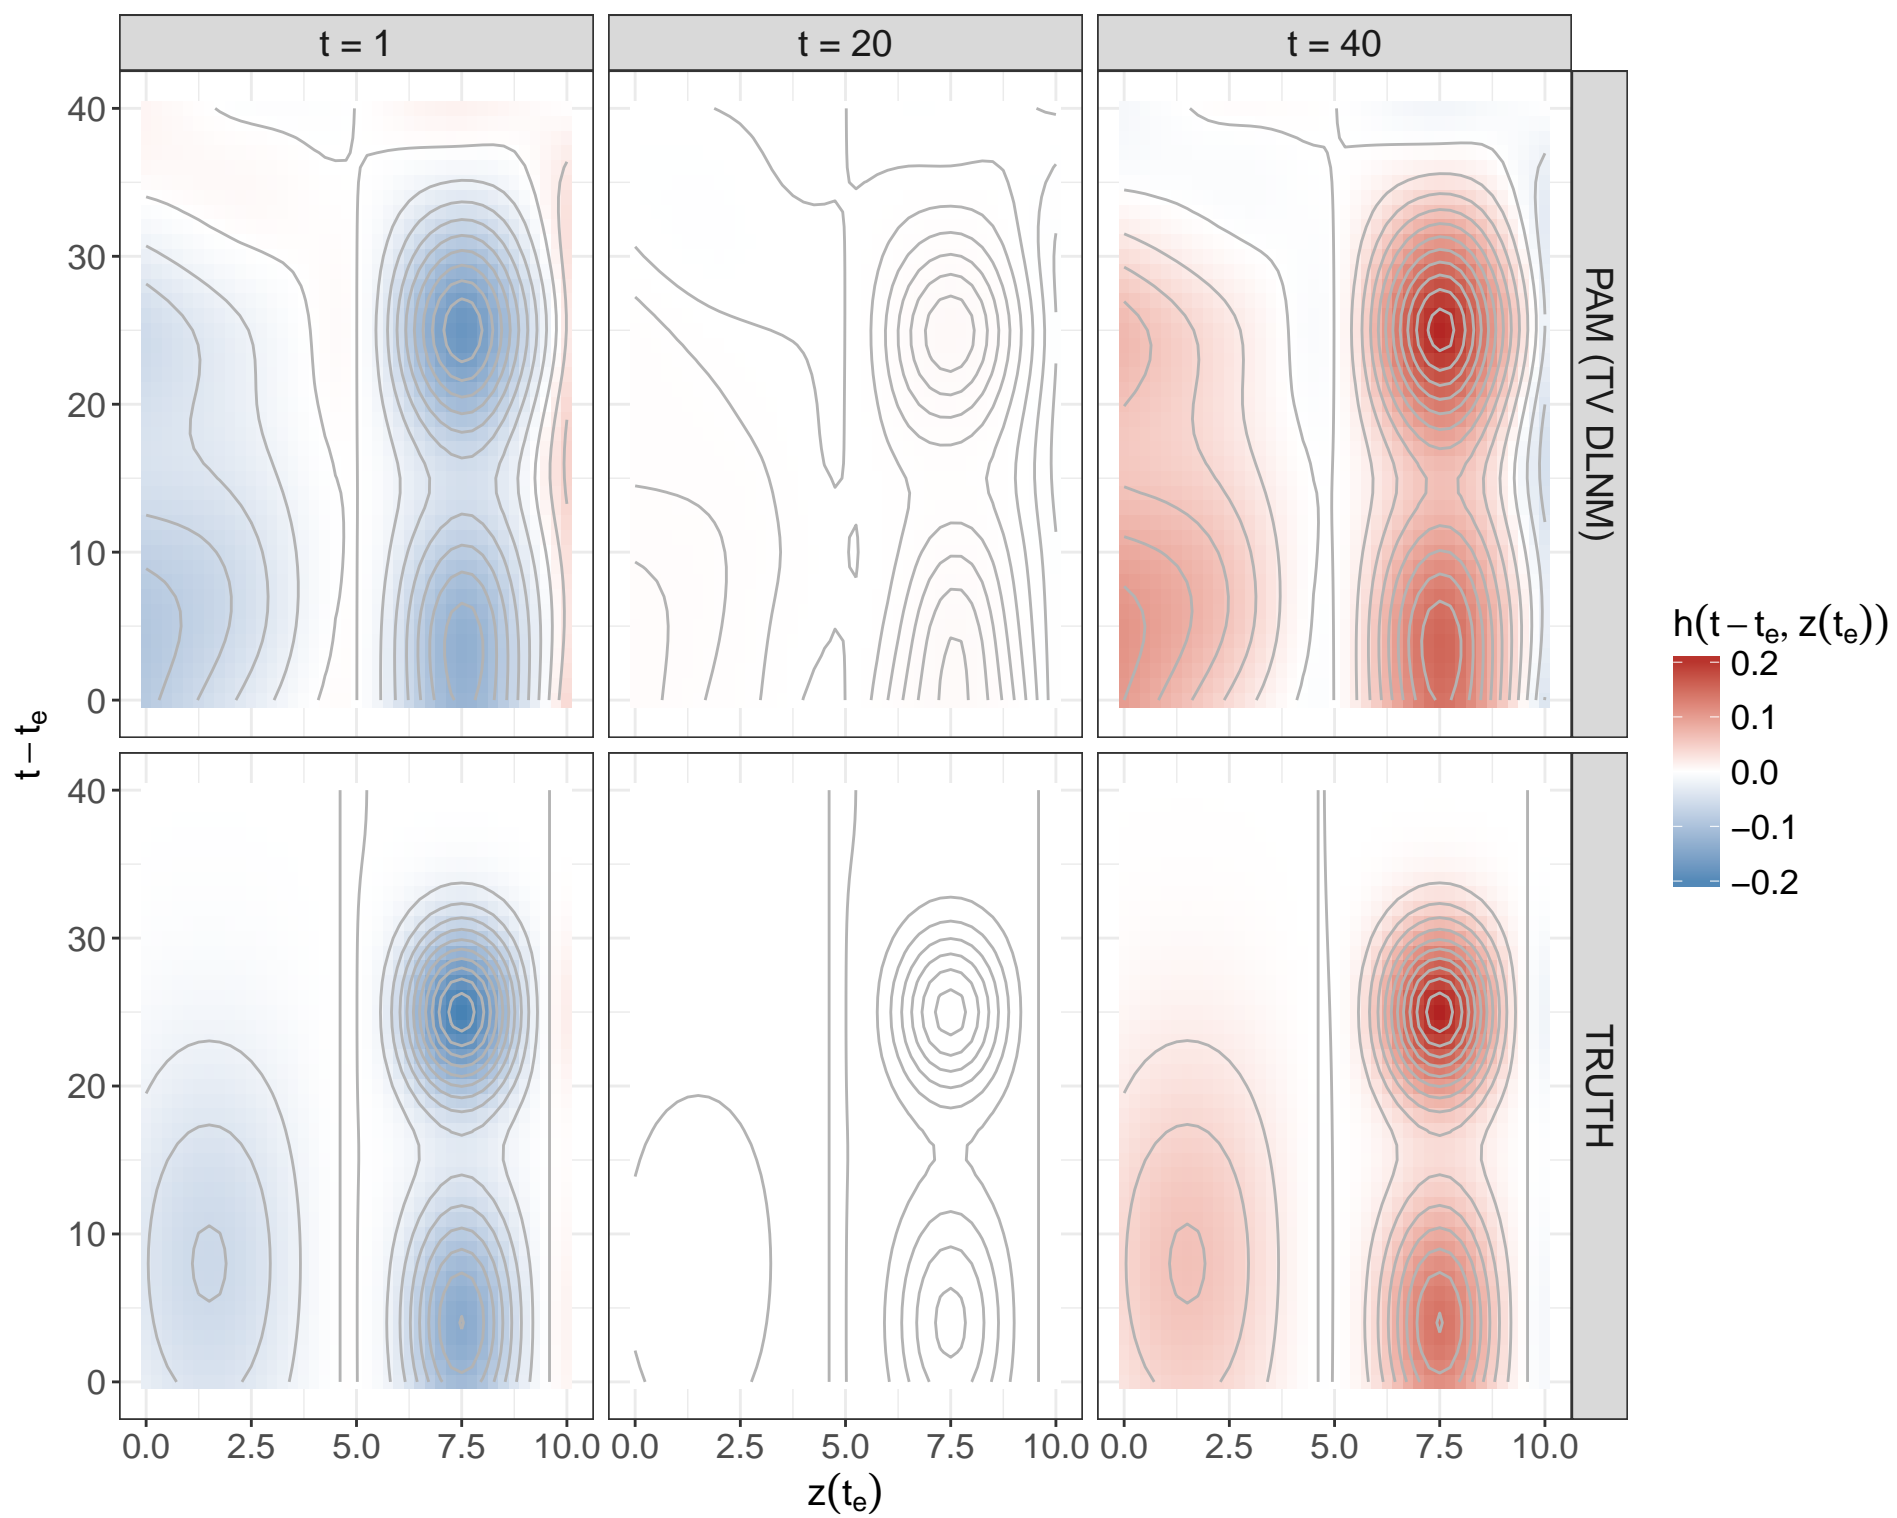 t = 1
t = 20
t = 40
40
30
20
10
0
PAM (TV DLNM)
40
30
20
10
0
TRUTH
t − tₑ
0.0 2.5 5.0 7.5 10.0
0.0 2.5 5.0 7.5 10.0
0.0 2.5 5.0 7.5 10.0
z(tₑ)
h(t − tₑ, z(tₑ))
0.2
0.1
0.0
−0.1
−0.2